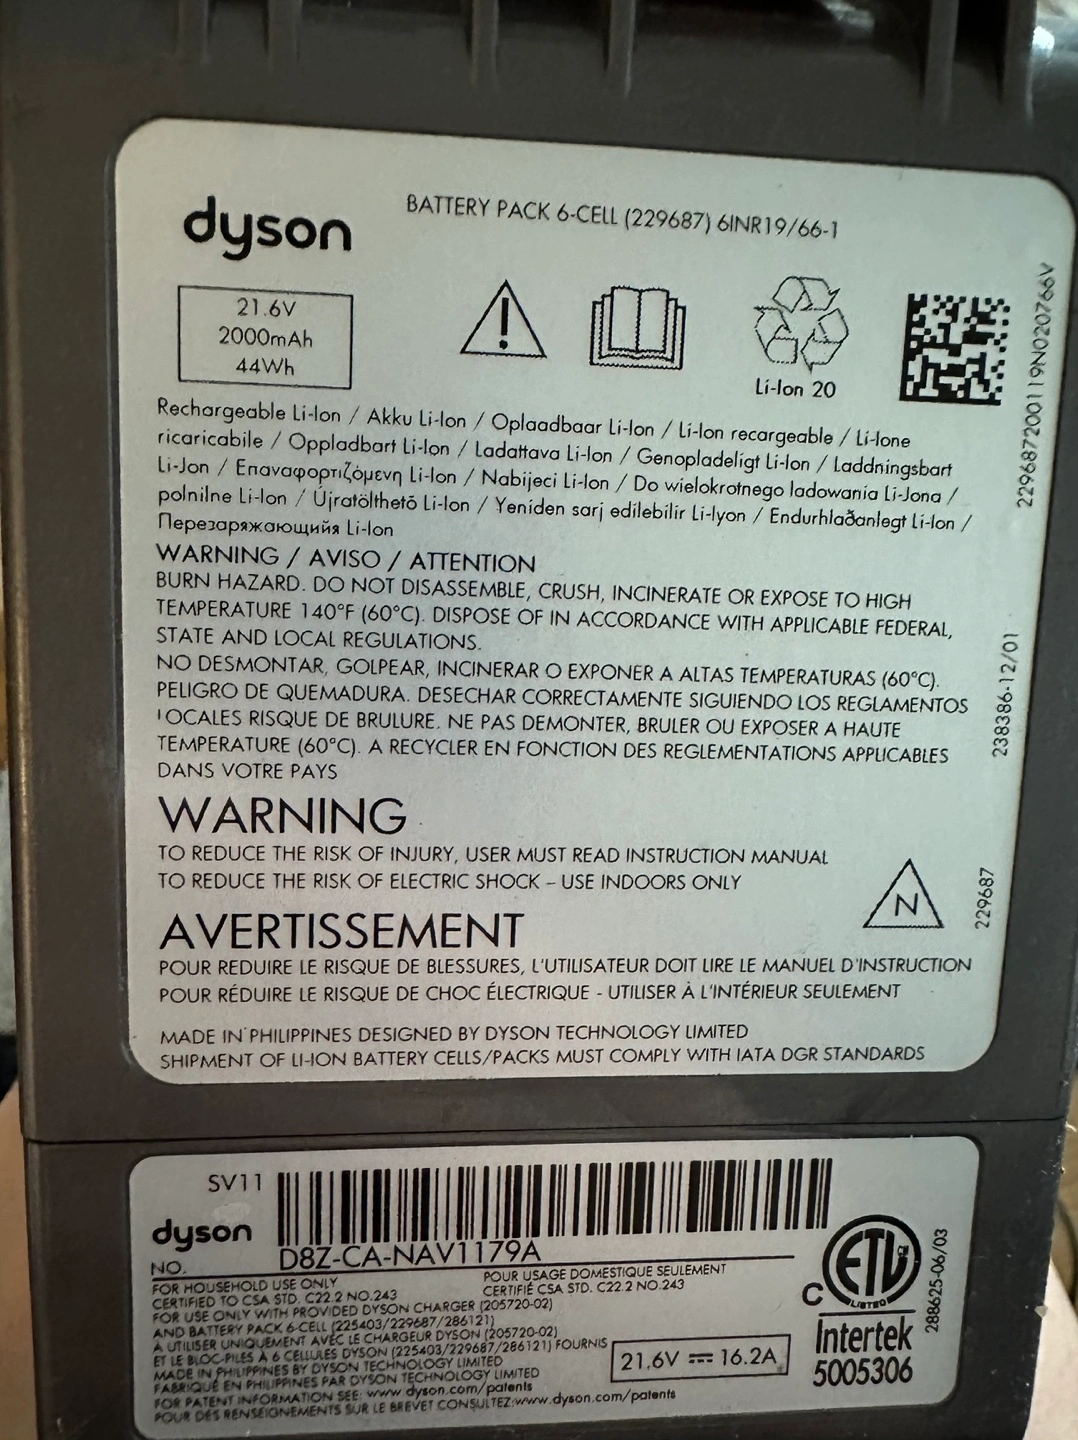 dyson
BATTERY PACK 6-CELL (229687) 6INR19/66-1
21.6V
2000mAh
44Wh
Li-Ion 20
229687200119N020766V
Rechargeable Li-Ion / Akku Li-Ion / Oplaadbaar Li-Ion / Li-Ion recargeable / Li-Ione
ricaricabile / Oppladbart Li-Ion / Ladattava Li-Ion / Genopladeligt Li-Ion / Laddningsbart
Li-Jon / Επαναφορτιζόμενη Li-Ion / Nabijeci Li-Ion / Do wielokrotnego ladowania Li-Jona /
polnilne Li-Ion / Újratölthetö Li-Ion / Yeniden sarj edilebilir Li-lyon / Endurhlaðanlegt Li-Ion /
Перезаряжающийя Li-Ion
WARNING / AVISO / ATTENTION
BURN HAZARD. DO NOT DISASSEMBLE, CRUSH, INCINERATE OR EXPOSE TO HIGH
TEMPERATURE 140°F (60°C). DISPOSE OF IN ACCORDANCE WITH APPLICABLE FEDERAL,
STATE AND LOCAL REGULATIONS.
NO DESMONTAR, GOLPEAR, INCINERAR O EXPONER A ALTAS TEMPERATURAS (60°C).
PELIGRO DE QUEMADURA. DESECHAR CORRECTAMENTE SIGUIENDO LOS REGLAMENTOS
LOCALES RISQUE DE BRULURE. NE PAS DEMONTER, BRULER OU EXPOSER A HAUTE
TEMPERATURE (60°C). A RECYCLER EN FONCTION DES REGLEMENTATIONS APPLICABLES
DANS VOTRE PAYS
238386-12/01
WARNING
TO REDUCE THE RISK OF INJURY, USER MUST READ INSTRUCTION MANUAL
TO REDUCE THE RISK OF ELECTRIC SHOCK – USE INDOORS ONLY
N
229687
AVERTISSEMENT
POUR REDUIRE LE RISQUE DE BLESSURES, L'UTILISATEUR DOIT LIRE LE MANUEL D'INSTRUCTION
POUR RÉDUIRE LE RISQUE DE CHOC ÉLECTRIQUE - UTILISER À L'INTÉRIEUR SEULEMENT
MADE IN PHILIPPINES DESIGNED BY DYSON TECHNOLOGY LIMITED
SHIPMENT OF LI-ION BATTERY CELLS/PACKS MUST COMPLY WITH IATA DGR STANDARDS
SV11
dyson
NO. D8Z-CA-NAV1179A
FOR HOUSEHOLD USE ONLY POUR USAGE DOMESTIQUE SEULEMENT
CERTIFIED TO CSA STD. C22.2 NO.243 CERTIFIÉ CSA STD. C22.2 NO.243
FOR USE ONLY WITH PROVIDED DYSON CHARGER (205720-02)
AND BATTERY PACK 6-CELL (225403/229687/286121)
A UTILISER UNIQUEMENT AVEC LE CHARGEUR DYSON (205720-02)
ET LE BLOC-PILES À 6 CELLULES DYSON (225403/229687/286121) FOURNIS
MADE IN PHILIPPINES BY DYSON TECHNOLOGY LIMITED
FABRIQUÉ EN PHILIPPINES PAR DYSON TECHNOLOGY LIMITED
FOR PATENT INFORMATION SEE: www.dyson.com/patents
POUR DES RENSEIGNEMENTS SUR LE BREVET CONSULTEZ:www.dyson.com/patents
21.6V ⎓ 16.2A
ETL
C
LISTED
Intertek
5005306
288625-06/03